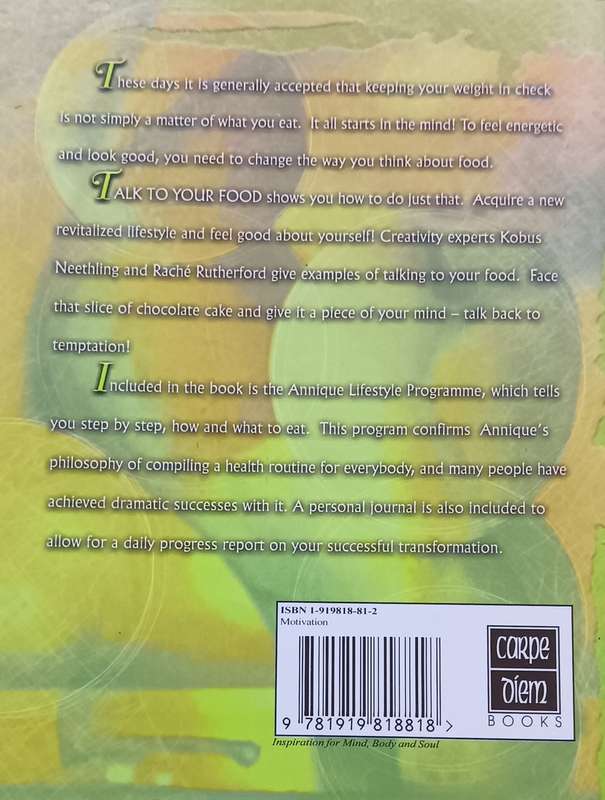 These days it is generally accepted that keeping your weight in check
is not simply a matter of what you eat. It all starts in the mind! To feel energetic
and look good, you need to change the way you think about food.
TALK TO YOUR FOOD shows you how to do just that. Acquire a new
revitalized lifestyle and feel good about yourself! Creativity experts Kobus
Neethling and Raché Rutherford give examples of talking to your food. Face
that slice of chocolate cake and give it a piece of your mind – talk back to
temptation!
Included in the book is the Annique Lifestyle Programme, which tells
you step by step, how and what to eat. This program confirms Annique's
philosophy of compiling a health routine for everybody, and many people have
achieved dramatic successes with it. A personal journal is also included to
allow for a daily progress report on your successful transformation.
ISBN 1-919818-81-2
Motivation
9 781919 818818 >
carpe
diem
BOOKS
Inspiration for Mind, Body and Soul